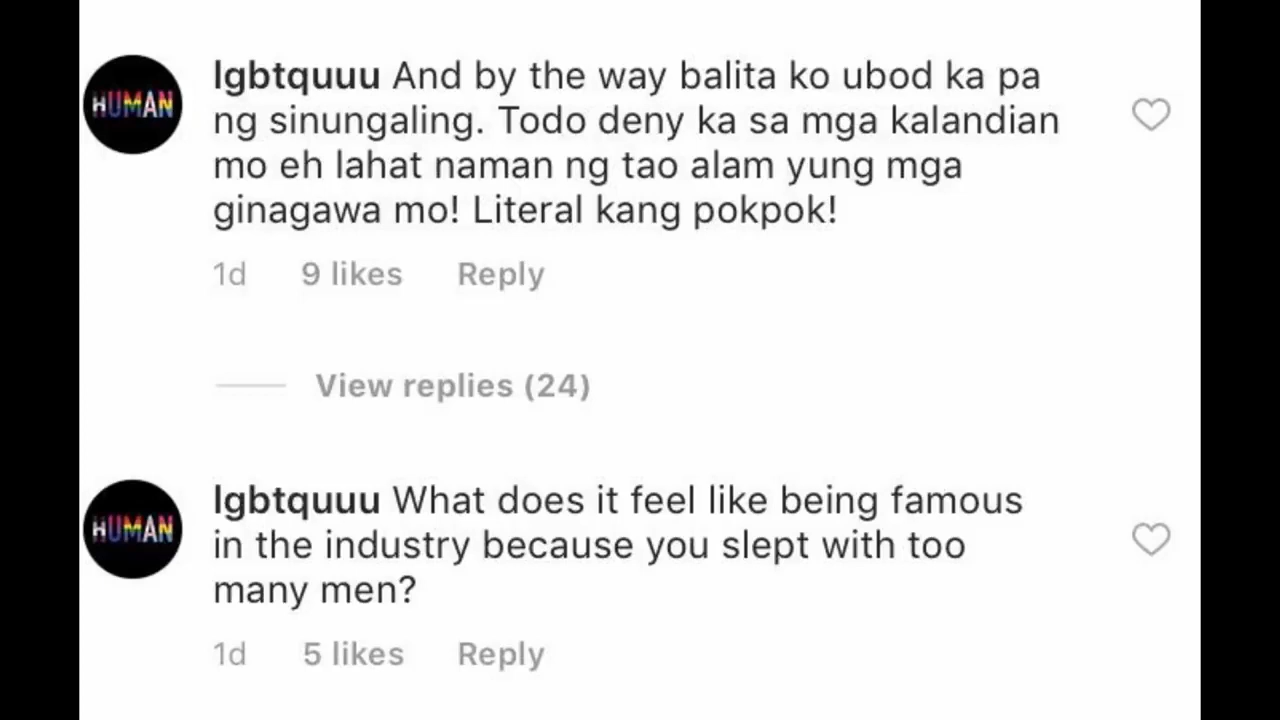 HUMAN
lgbtquuu And by the way balita ko ubod ka pa
ng sinungaling. Todo deny ka sa mga kalandian
mo eh lahat naman ng tao alam yung mga
ginagawa mo! Literal kang pokpok!
1d 9 likes Reply
View replies (24)
HUMAN
lgbtquuu What does it feel like being famous
in the industry because you slept with too
many men?
1d 5 likes Reply